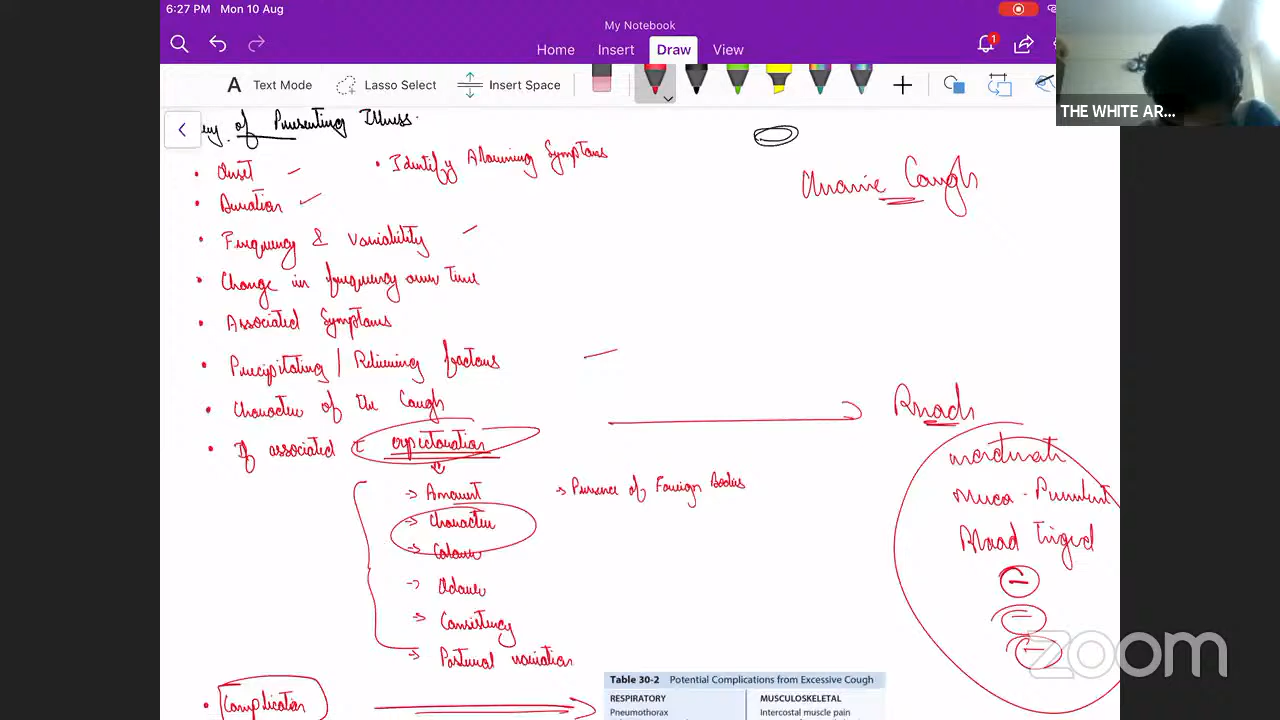 6:27 PM Mon 10 Aug
My Notebook
Home Insert Draw View
1
A Text Mode Lasso Select Insert Space
THE WHITE AR...
of Presenting Illness.
• Onset
• Identify Alarming Symptoms
Chronic Cough
• Duration
• Frequency & Variability
• Change in frequency over Time
• Associated Symptoms
• Precipitating / Relieving factors
• Character of the Cough
• If associated c expectoration
→ Amount
→ Presence of Foreign Bodies
→ Character
→ Colour
→ Odour
→ Consistency
→ Postural variation
Muco - Purulent
Blood Tinged
zoom
• Complication
Table 30-2 Potential Complications from Excessive Cough
RESPIRATORY MUSCULOSKELETAL
Pneumothorax Intercostal muscle pain